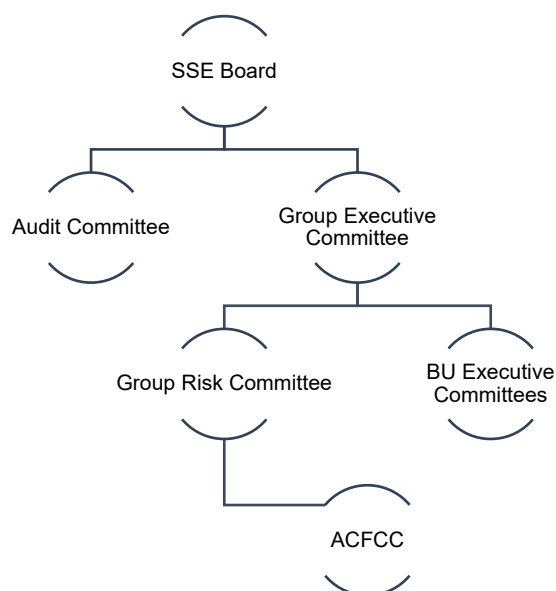 SSE Board
Audit Committee
Group Executive
Committee
Group Risk Committee
BU Executive
Committees
ACFCC